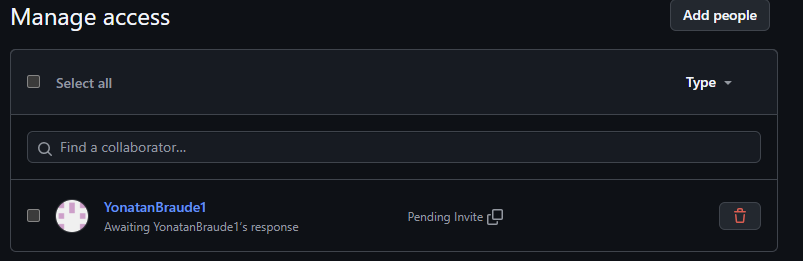 Manage access
Add people
Select all
Type
Find a collaborator...
YonatanBraude1
Awaiting YonatanBraude1's response
Pending Invite